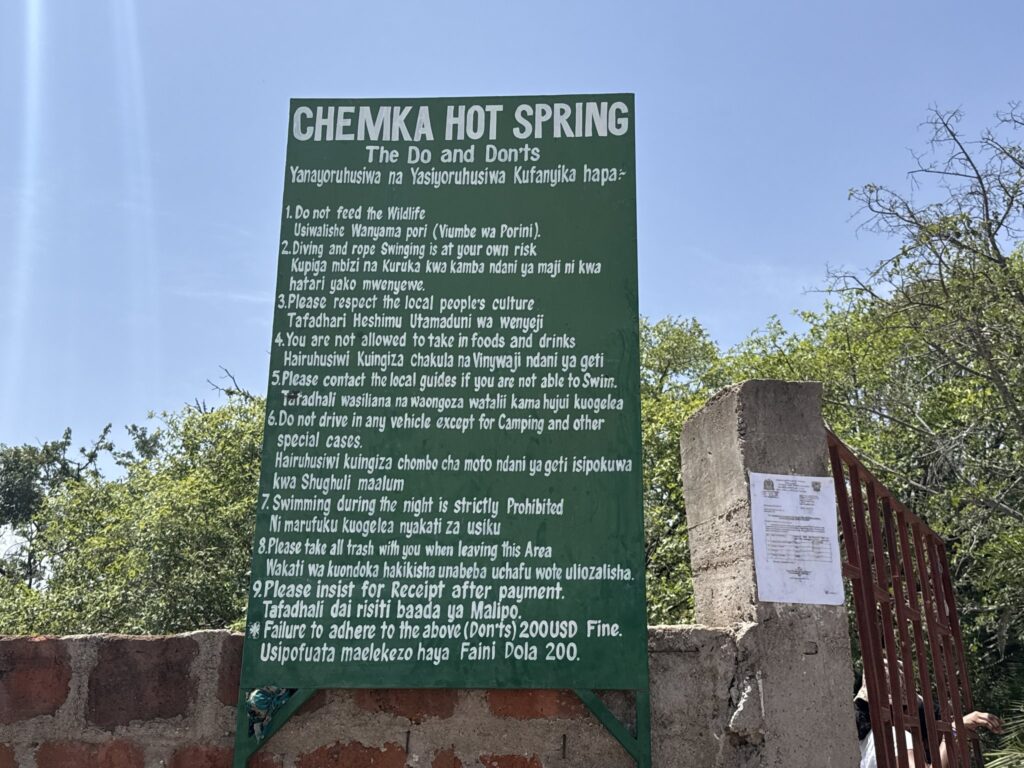 CHEMKA HOT SPRING
The Do and Don'ts
Yanayoruhusiwa na Yasiyoruhusiwa Kufanyika hapa:-
1. Do not feed the Wildlife
Usiwalishe Wanyama pori (Viumbe wa Porini).
2.Diving and rope Swinging is at your own risk
Kupiga mbizi na Kuruka kwa kamba ndani ya maji ni kwa
hatari yako mwenyewe.
3.Please respect the local people's culture
Tafadhari Heshimu Utamaduni wa wenyeji
4.You are not allowed to take in foods and drinks
Hairuhusiwi Kuingiza chakula na Vinywaji ndani ya geti
5.Please contact the local guides if you are not able to Swim.
Tafadhali wasiliana na waongoza watalii kama hujui kuogelea
6.Do not drive in any vehicle except for Camping and other
special cases.
Hairuhusiwi kuingiza chombo cha moto ndani ya geti isipokuwa
kwa Shughuli maalum
7. Swimming during the night is strictly Prohibited
Ni marufuku kuogelea nyakati za usiku
8.Please take all trash with you when leaving this Area
Wakati wa kuondoka hakikisha unabeba uchafu wote uliozalisha.
9.Please insist for Receipt after payment.
Tafadhali dai risiti baada ya Malipo.
* Failure to adhere to the above (Don'ts) 200USD Fine.
Usipofuata maelekezo haya Faini Dola 200.